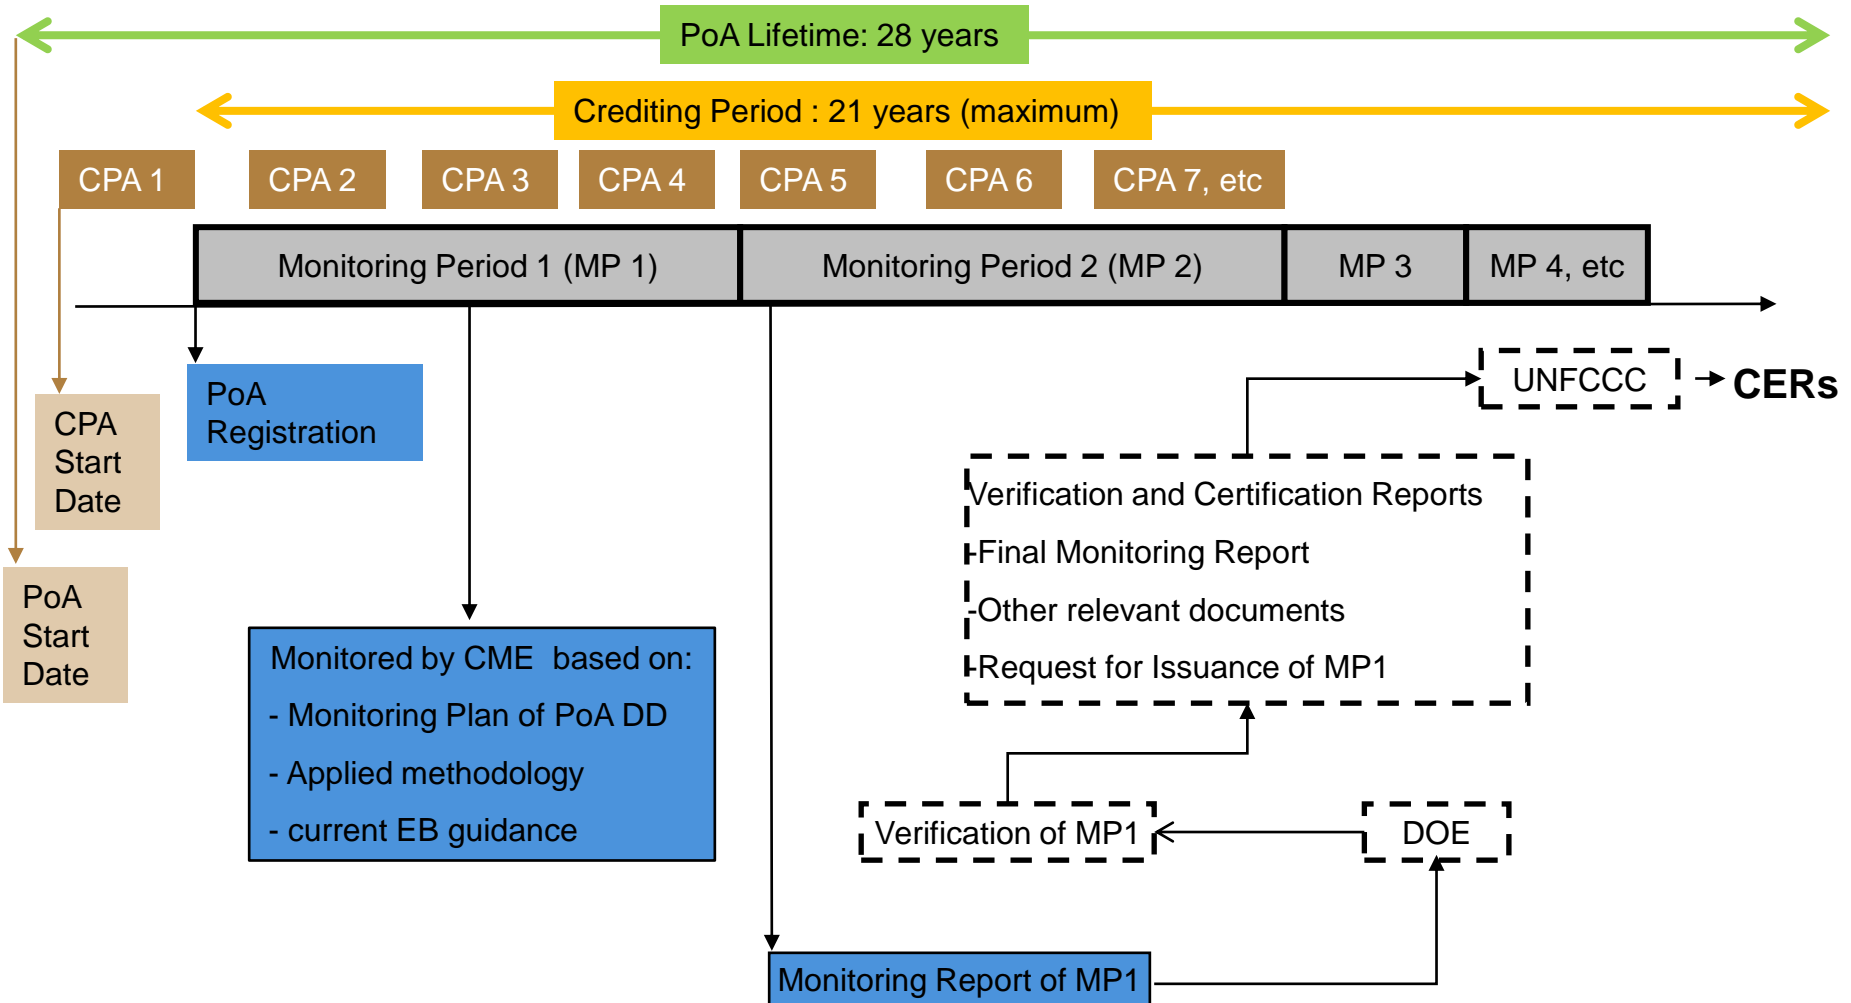 PoA Lifetime: 28 years
Crediting Period : 21 years (maximum)
CPA 1
CPA 2
CPA 3
CPA 4
CPA 5
CPA 6
CPA 7, etc
Monitoring Period 1 (MP 1)
Monitoring Period 2 (MP 2)
MP 3
MP 4, etc
PoA
Registration
CPA
Start
Date
PoA
Start
Date
Monitored by CME based on:
- Monitoring Plan of PoA DD
- Applied methodology
- current EB guidance
UNFCCC
CERs
Verification and Certification Reports
-Final Monitoring Report
-Other relevant documents
-Request for Issuance of MP1
Verification of MP1
DOE
Monitoring Report of MP1